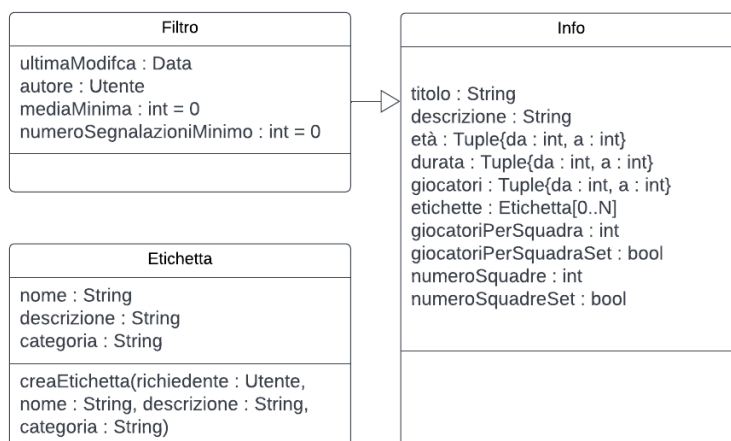 Filtro
ultimaModifca : Data
autore : Utente
mediaMinima : int = 0
numeroSegnalazioniMinimo : int = 0
Info
titolo : String
descrizione : String
età : Tuple{da : int, a : int}
durata : Tuple{da : int, a : int}
giocatori : Tuple{da : int, a : int}
etichette : Etichetta[0..N]
giocatoriPerSquadra : int
giocatoriPerSquadraSet : bool
numeroSquadre : int
numeroSquadreSet : bool
Etichetta
nome : String
descrizione : String
categoria : String
creaEtichetta(richiedente : Utente,
nome : String, descrizione : String,
categoria : String)